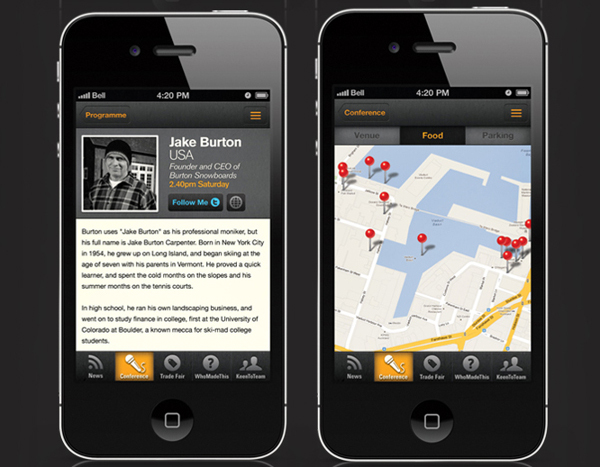 Bell
4:20 PM
Programme
Jake Burton
USA
Founder and CEO of
Burton Snowboards
2.40pm Saturday
Follow Me
Burton uses "Jake Burton" as his professional moniker, but
his full name is Jake Burton Carpenter. Born in New York City
in 1954, he grew up on Long Island, and began skiing at the
age of seven with his parents in Vermont. He proved a quick
learner, and spent the cold months on the slopes and his
summer months on the tennis courts.
In high school, he ran his own landscaping business, and
went on to study finance in college, first at the University of
Colorado at Boulder, a known mecca for ski-mad college
students.
News
Conference
Trade Fair
WhoMadeThis
KeenToTeam
Bell
4:20 PM
Conference
Venue
Food
Parking
Fanshawe St
News
Conference
Trade Fair
WhoMadeThis
KeenToTeam